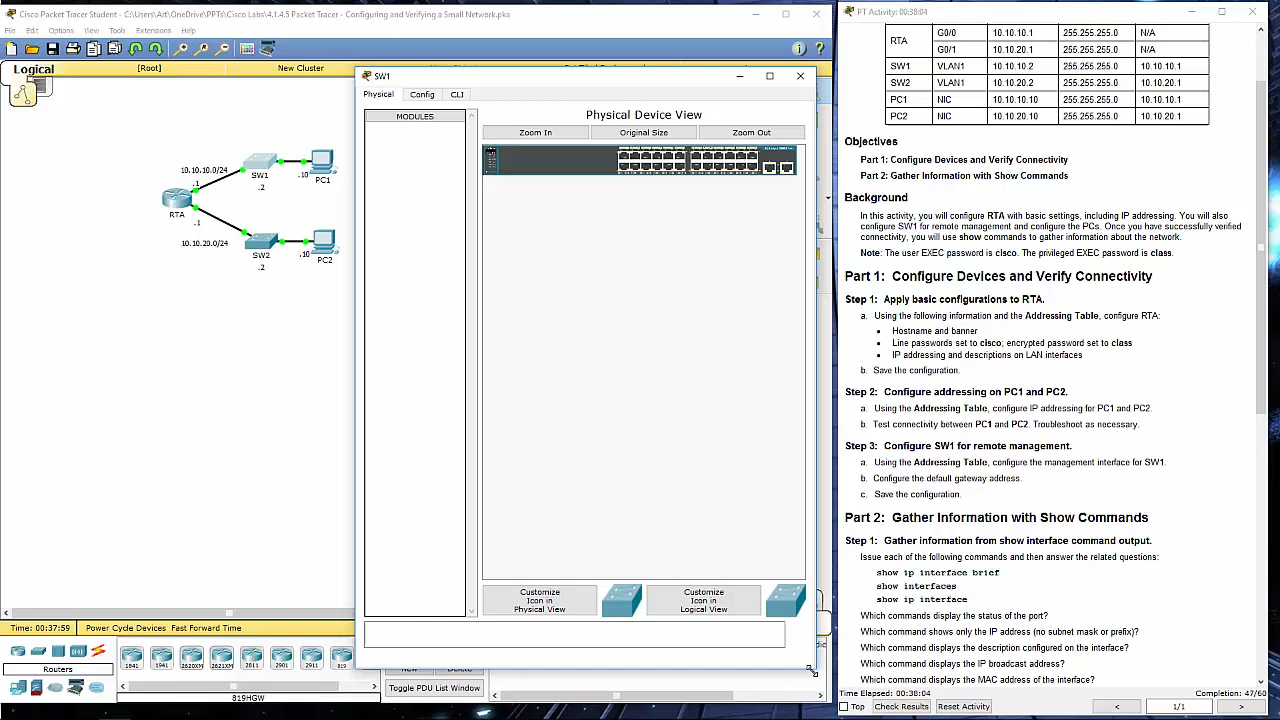 Cisco Packet Tracer Student - C:\Users\Art\OneDrive\PPTs\Cisco Labs\4.1.4.5 Packet Tracer - Configuring and Verifying a Small Network.pka
File Edit Options View Tools Extensions Help
Logical [Root] New Cluster
SW1
Physical Config CLI
MODULES
Physical Device View
Zoom In Original Size Zoom Out
10.10.10.0/24
SW1
.2
.10
PC1
.1
RTA
.1
10.10.20.0/24
SW2
.2
.10
PC2
Customize
Icon in
Physical View
Customize
Icon in
Logical View
Time: 00:37:59 Power Cycle Devices Fast Forward Time
Routers
1841 1941 2620XM 2621XM 2811 2901 2911 819
819HGW
Toggle PDU List Window
PT Activity: 00:38:04
RTA G0/0 10.10.10.1 255.255.255.0 N/A
G0/1 10.10.20.1 255.255.255.0 N/A
SW1 VLAN1 10.10.10.2 255.255.255.0 10.10.10.1
SW2 VLAN1 10.10.20.2 255.255.255.0 10.10.20.1
PC1 NIC 10.10.10.10 255.255.255.0 10.10.10.1
PC2 NIC 10.10.20.10 255.255.255.0 10.10.20.1
Objectives
Part 1: Configure Devices and Verify Connectivity
Part 2: Gather Information with Show Commands
Background
In this activity, you will configure RTA with basic settings, including IP addressing. You will also
configure SW1 for remote management and configure the PCs. Once you have successfully verified
connectivity, you will use show commands to gather information about the network.
Note: The user EXEC password is cisco. The privileged EXEC password is class.
Part 1: Configure Devices and Verify Connectivity
Step 1: Apply basic configurations to RTA.
a. Using the following information and the Addressing Table, configure RTA:
• Hostname and banner
• Line passwords set to cisco; encrypted password set to class
• IP addressing and descriptions on LAN interfaces
b. Save the configuration.
Step 2: Configure addressing on PC1 and PC2.
a. Using the Addressing Table, configure IP addressing for PC1 and PC2.
b. Test connectivity between PC1 and PC2. Troubleshoot as necessary.
Step 3: Configure SW1 for remote management.
a. Using the Addressing Table, configure the management interface for SW1.
b. Configure the default gateway address.
c. Save the configuration.
Part 2: Gather Information with Show Commands
Step 1: Gather information from show interface command output.
Issue each of the following commands and then answer the related questions:
show ip interface brief
show interfaces
show ip interface
Which commands display the status of the port?
Which command shows only the IP address (no subnet mask or prefix)?
Which command displays the description configured on the interface?
Which command displays the IP broadcast address?
Which command displays the MAC address of the interface?
Time Elapsed: 00:38:04 Completion: 47/60
Top Check Results Reset Activity < 1/1 >